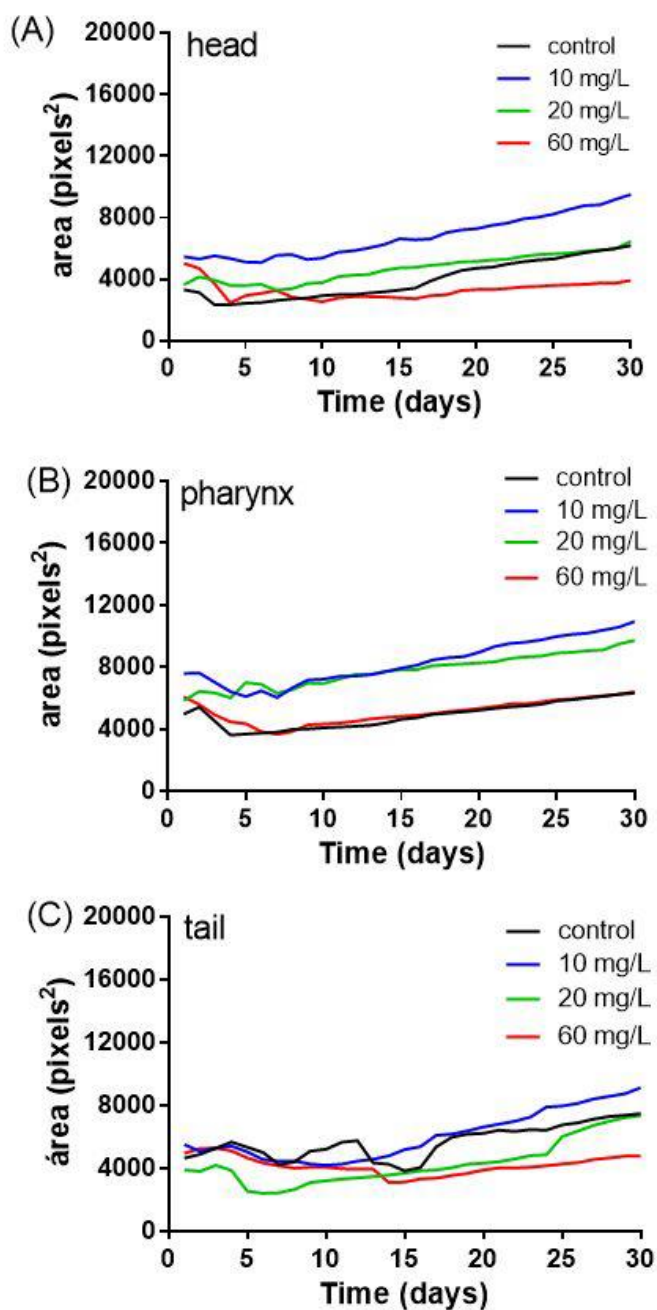 (A)
head
control
10 mg/L
20 mg/L
60 mg/L
area (pixels²)
20000
16000
12000
8000
4000
0
0 5 10 15 20 25 30
Time (days)
(B)
pharynx
control
10 mg/L
20 mg/L
60 mg/L
area (pixels²)
20000
16000
12000
8000
4000
0
0 5 10 15 20 25 30
Time (days)
(C)
tail
control
10 mg/L
20 mg/L
60 mg/L
área (pixels²)
20000
16000
12000
8000
4000
0
0 5 10 15 20 25 30
Time (days)